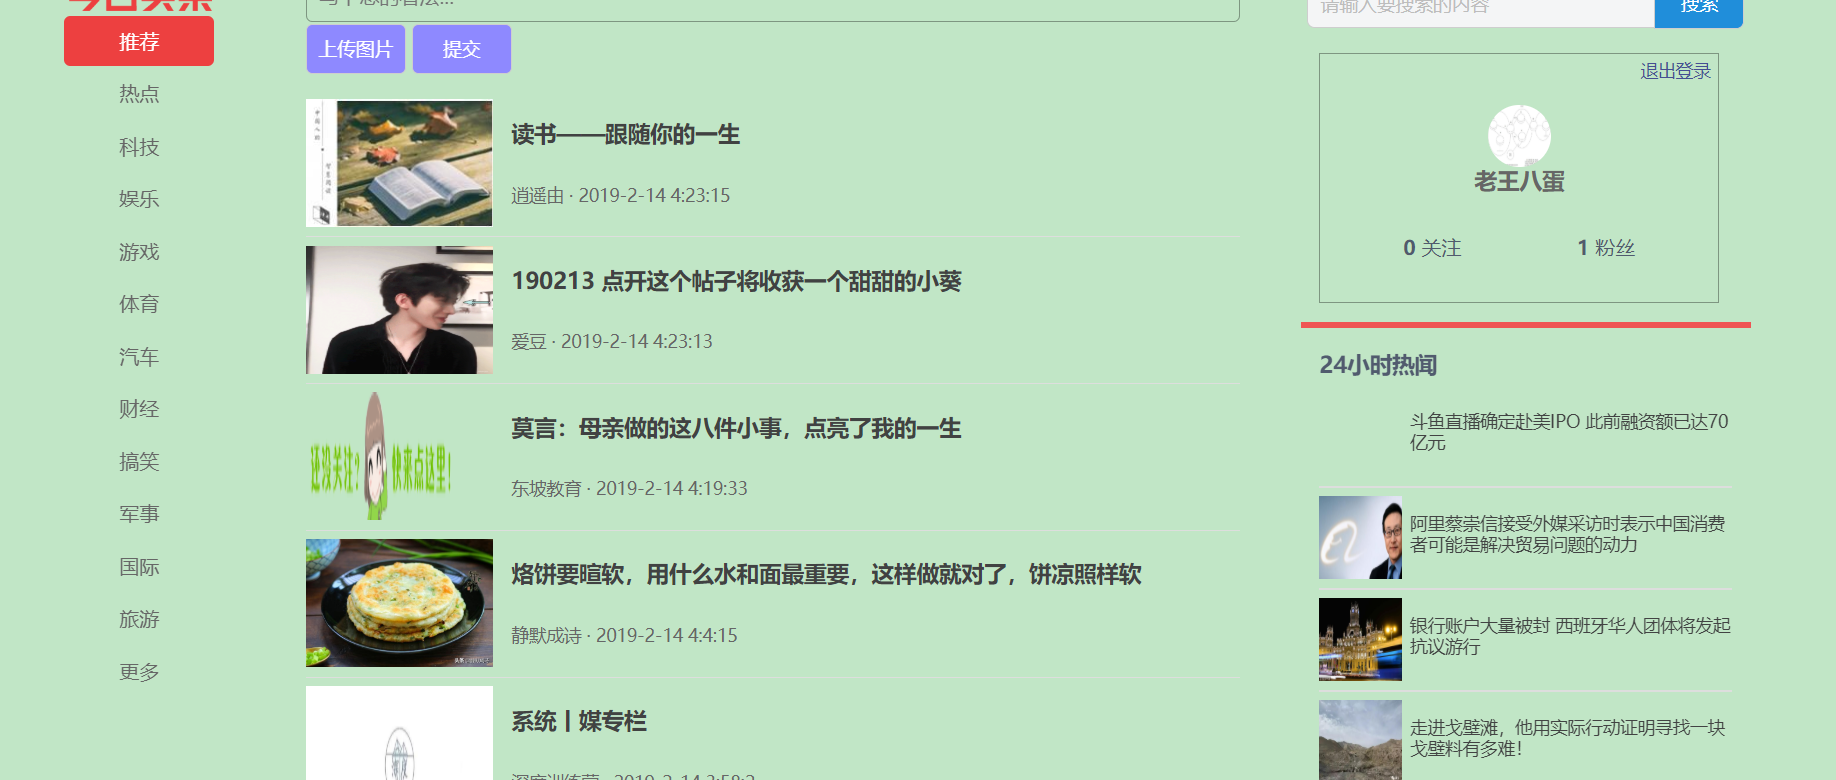 推荐
热点
科技
娱乐
游戏
体育
汽车
财经
搞笑
军事
国际
旅游
更多
上传图片
提交
读书——跟随你的一生
逍遥由 · 2019-2-14 4:23:15
190213 点开这个帖子将收获一个甜甜的小葵
爱豆 · 2019-2-14 4:23:13
还没关注?
快来点这里!
莫言：母亲做的这八件小事，点亮了我的一生
东坡教育 · 2019-2-14 4:19:33
烙饼要暄软，用什么水和面最重要，这样做就对了，饼凉照样软
静默成诗 · 2019-2-14 4:4:15
系统丨媒专栏
请输入要搜索的内容
搜索
退出登录
老王八蛋
0 关注
1 粉丝
24小时热闻
斗鱼直播确定赴美IPO 此前融资额已达70
亿元
阿里蔡崇信接受外媒采访时表示中国消费
者可能是解决贸易问题的动力
银行账户大量被封 西班牙华人团体将发起
抗议游行
走进戈壁滩，他用实际行动证明寻找一块
戈壁料有多难！